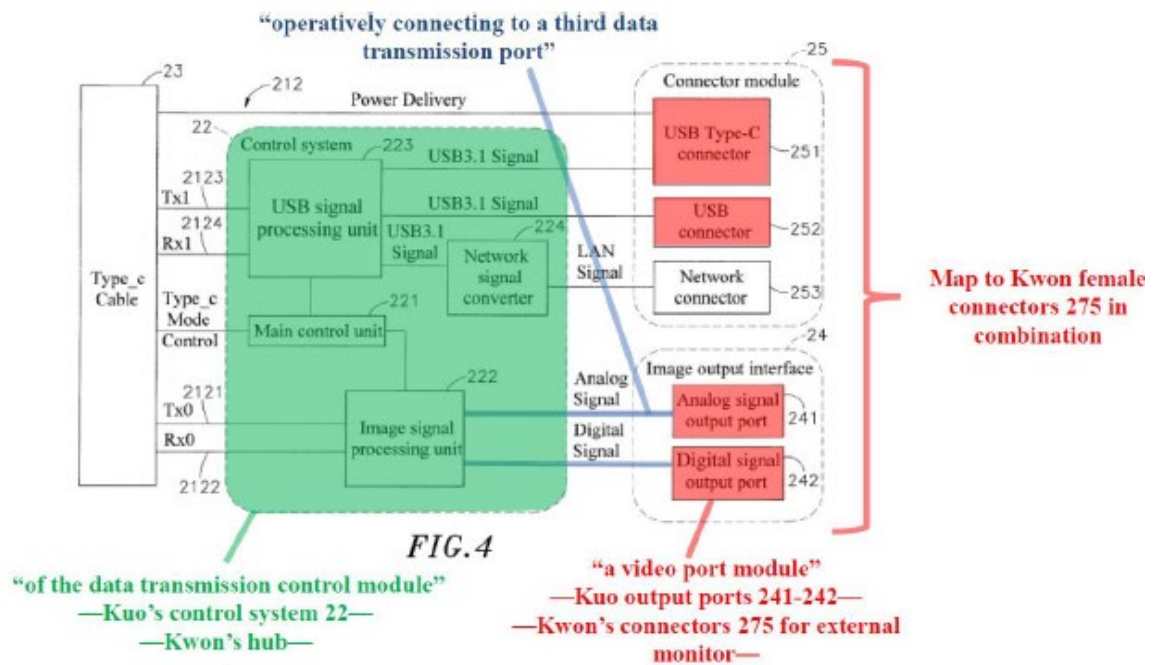 “operatively connecting to a third data
transmission port”
23
212
Power Delivery
25
Connector module
22
Control system
223
USB3.1 Signal
USB Type-C
connector
251
2123
Tx1
USB signal
processing unit
USB3.1 Signal
USB
connector
252
2124
Rx1
USB3.1
Signal
224
Network
signal
converter
LAN
Signal
Network
connector
253
Type_c
Cable
Type_c
Mode
Control
221
Main control unit
Map to Kwon female
connectors 275 in
combination
24
Image output interface
222
Analog
Signal
Analog signal
output port
241
2121
Tx0
Image signal
processing unit
Digital
Signal
Digital signal
output port
242
Rx0
2122
FIG.4
“of the data transmission control module”
—Kuo’s control system 22—
—Kwon’s hub—
“a video port module”
—Kuo output ports 241-242—
—Kwon’s connectors 275 for external
monitor—